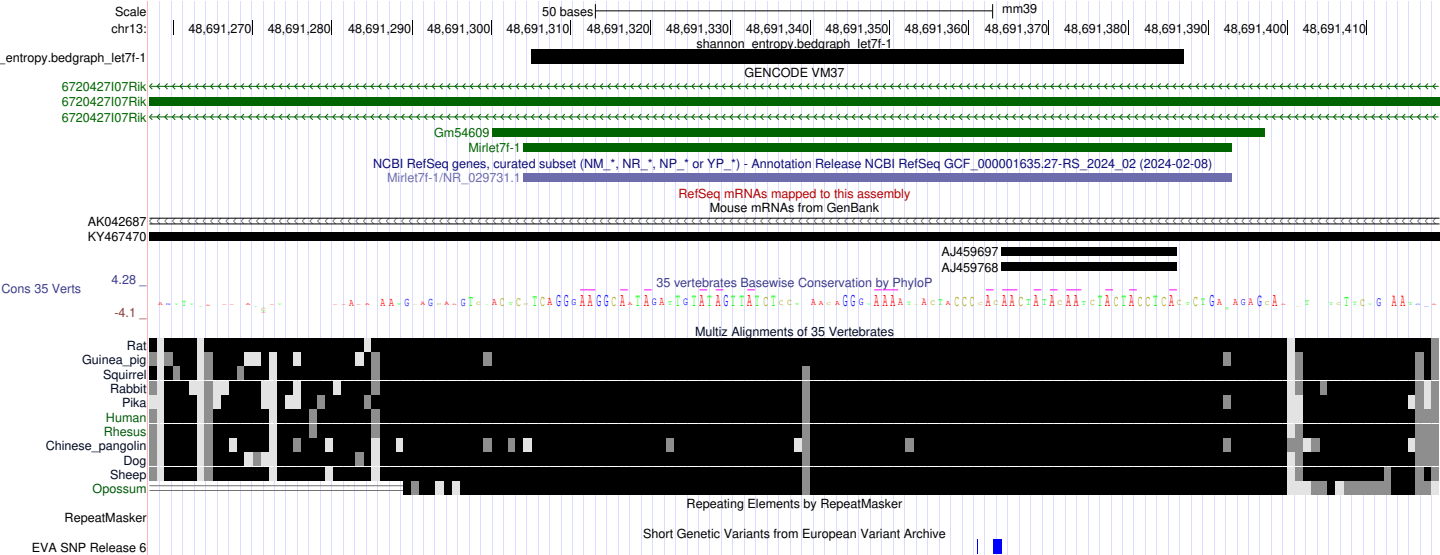 Scale 50 bases mm39
chr13: 48,691,270 48,691,280 48,691,290 48,691,300 48,691,310 48,691,320 48,691,330 48,691,340 48,691,350 48,691,360 48,691,370 48,691,380 48,691,390 48,691,400 48,691,410
shannon_entropy.bedgraph_let7f-1
_entropy.bedgraph_let7f-1
GENCODE VM37
6720427I07Rik
6720427I07Rik
6720427I07Rik
Gm54609
Mirlet7f-1
NCBI RefSeq genes, curated subset (NM_*, NR_*, NP_* or YP_*) - Annotation Release NCBI RefSeq GCF_000001635.27-RS_2024_02 (2024-02-08)
Mirlet7f-1/NR_029731.1
RefSeq mRNAs mapped to this assembly
Mouse mRNAs from GenBank
AK042687
KY467470
AJ459697
AJ459768
4.28 _ 35 vertebrates Basewise Conservation by PhyloP
Cons 35 Verts
-4.1 _
Multiz Alignments of 35 Vertebrates
Rat
Guinea_pig
Squirrel
Rabbit
Pika
Human
Rhesus
Chinese_pangolin
Dog
Sheep
Opossum
Repeating Elements by RepeatMasker
RepeatMasker
Short Genetic Variants from European Variant Archive
EVA SNP Release 6